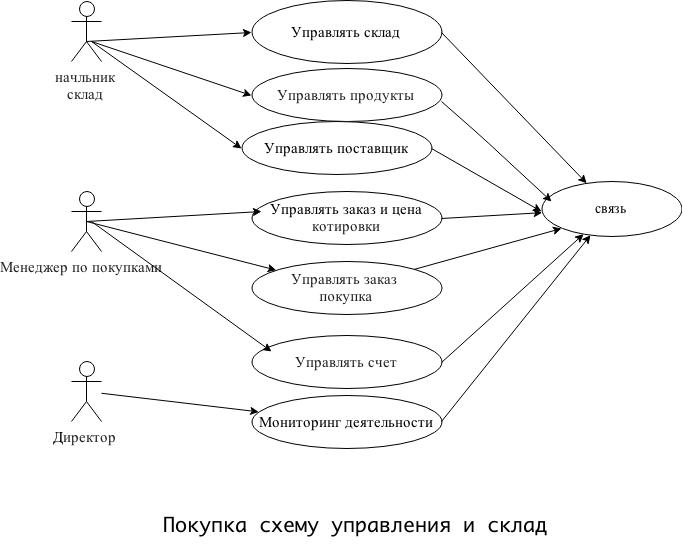 Управлять склад
начльник
склад
Управлять продукты
Управлять поставщик
Управлять заказ и цена
котировки
связь
Менеджер по покупками
Управлять заказ
покупка
Управлять счет
Директор
Мониторинг деятельности
Покупка схему управления и склад